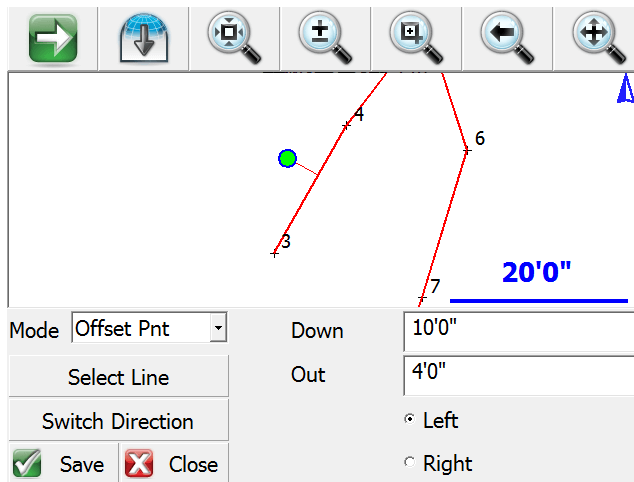 4
6
3
7
20'0"
Mode Offset Pnt Down 10'0"
Select Line Out 4'0"
Switch Direction Left
Save Close Right